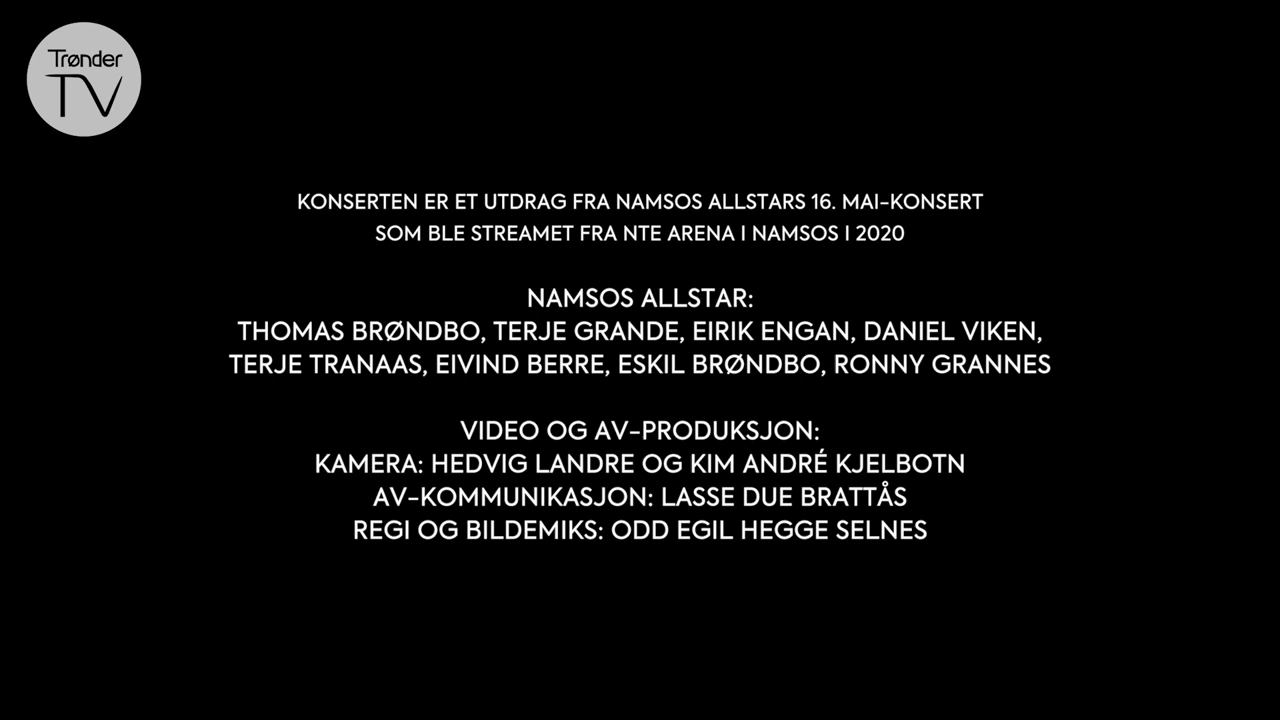 Trønder
TV
KONSERTEN ER ET UTDRAG FRA NAMSOS ALLSTARS 16. MAI-KONSERT
SOM BLE STREAMET FRA NTE ARENA I NAMSOS I 2020
NAMSOS ALLSTAR:
THOMAS BRØNDBO, TERJE GRANDE, EIRIK ENGAN, DANIEL VIKEN,
TERJE TRANAAS, EIVIND BERRE, ESKIL BRØNDBO, RONNY GRANNES
VIDEO OG AV-PRODUKSJON:
KAMERA: HEDVIG LANDRE OG KIM ANDRÉ KJELBOTN
AV-KOMMUNIKASJON: LASSE DUE BRATTÅS
REGI OG BILDEMIKS: ODD EGIL HEGGE SELNES